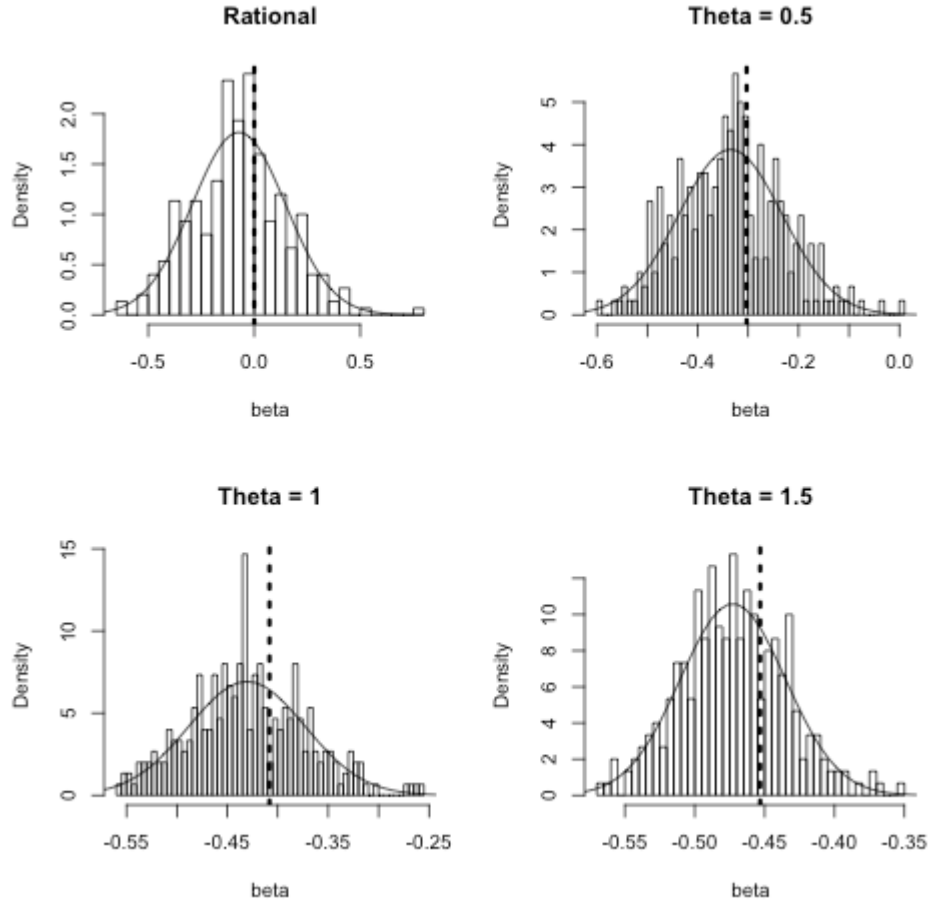 Rational
Density
0.0 0.5 1.0 1.5 2.0
-0.5 0.0 0.5
beta
Theta = 0.5
Density
0 1 2 3 4 5
-0.6 -0.4 -0.2 0.0
beta
Theta = 1
Density
0 5 10 15
-0.55 -0.45 -0.35 -0.25
beta
Theta = 1.5
Density
0 2 4 6 8 10
-0.55 -0.50 -0.45 -0.40 -0.35
beta